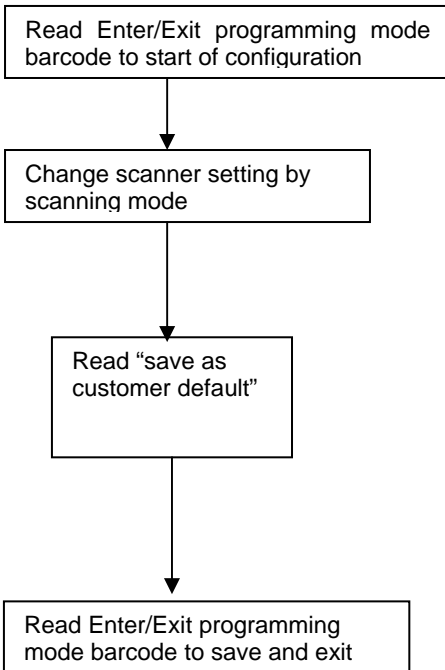 Read Enter/Exit programming mode
barcode to start of configuration
Change scanner setting by
scanning mode
Read “save as
customer default”
Read Enter/Exit programming
mode barcode to save and exit